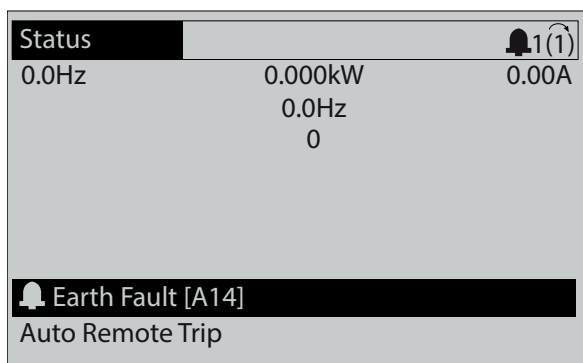 Status 1(1)
0.0Hz 0.000kW 0.00A
0.0Hz
0
Earth Fault [A14]
Auto Remote Trip